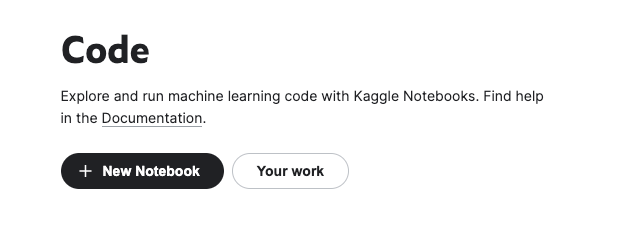 Code
Explore and run machine learning code with Kaggle Notebooks. Find help
in the Documentation.
+ New Notebook
Your work